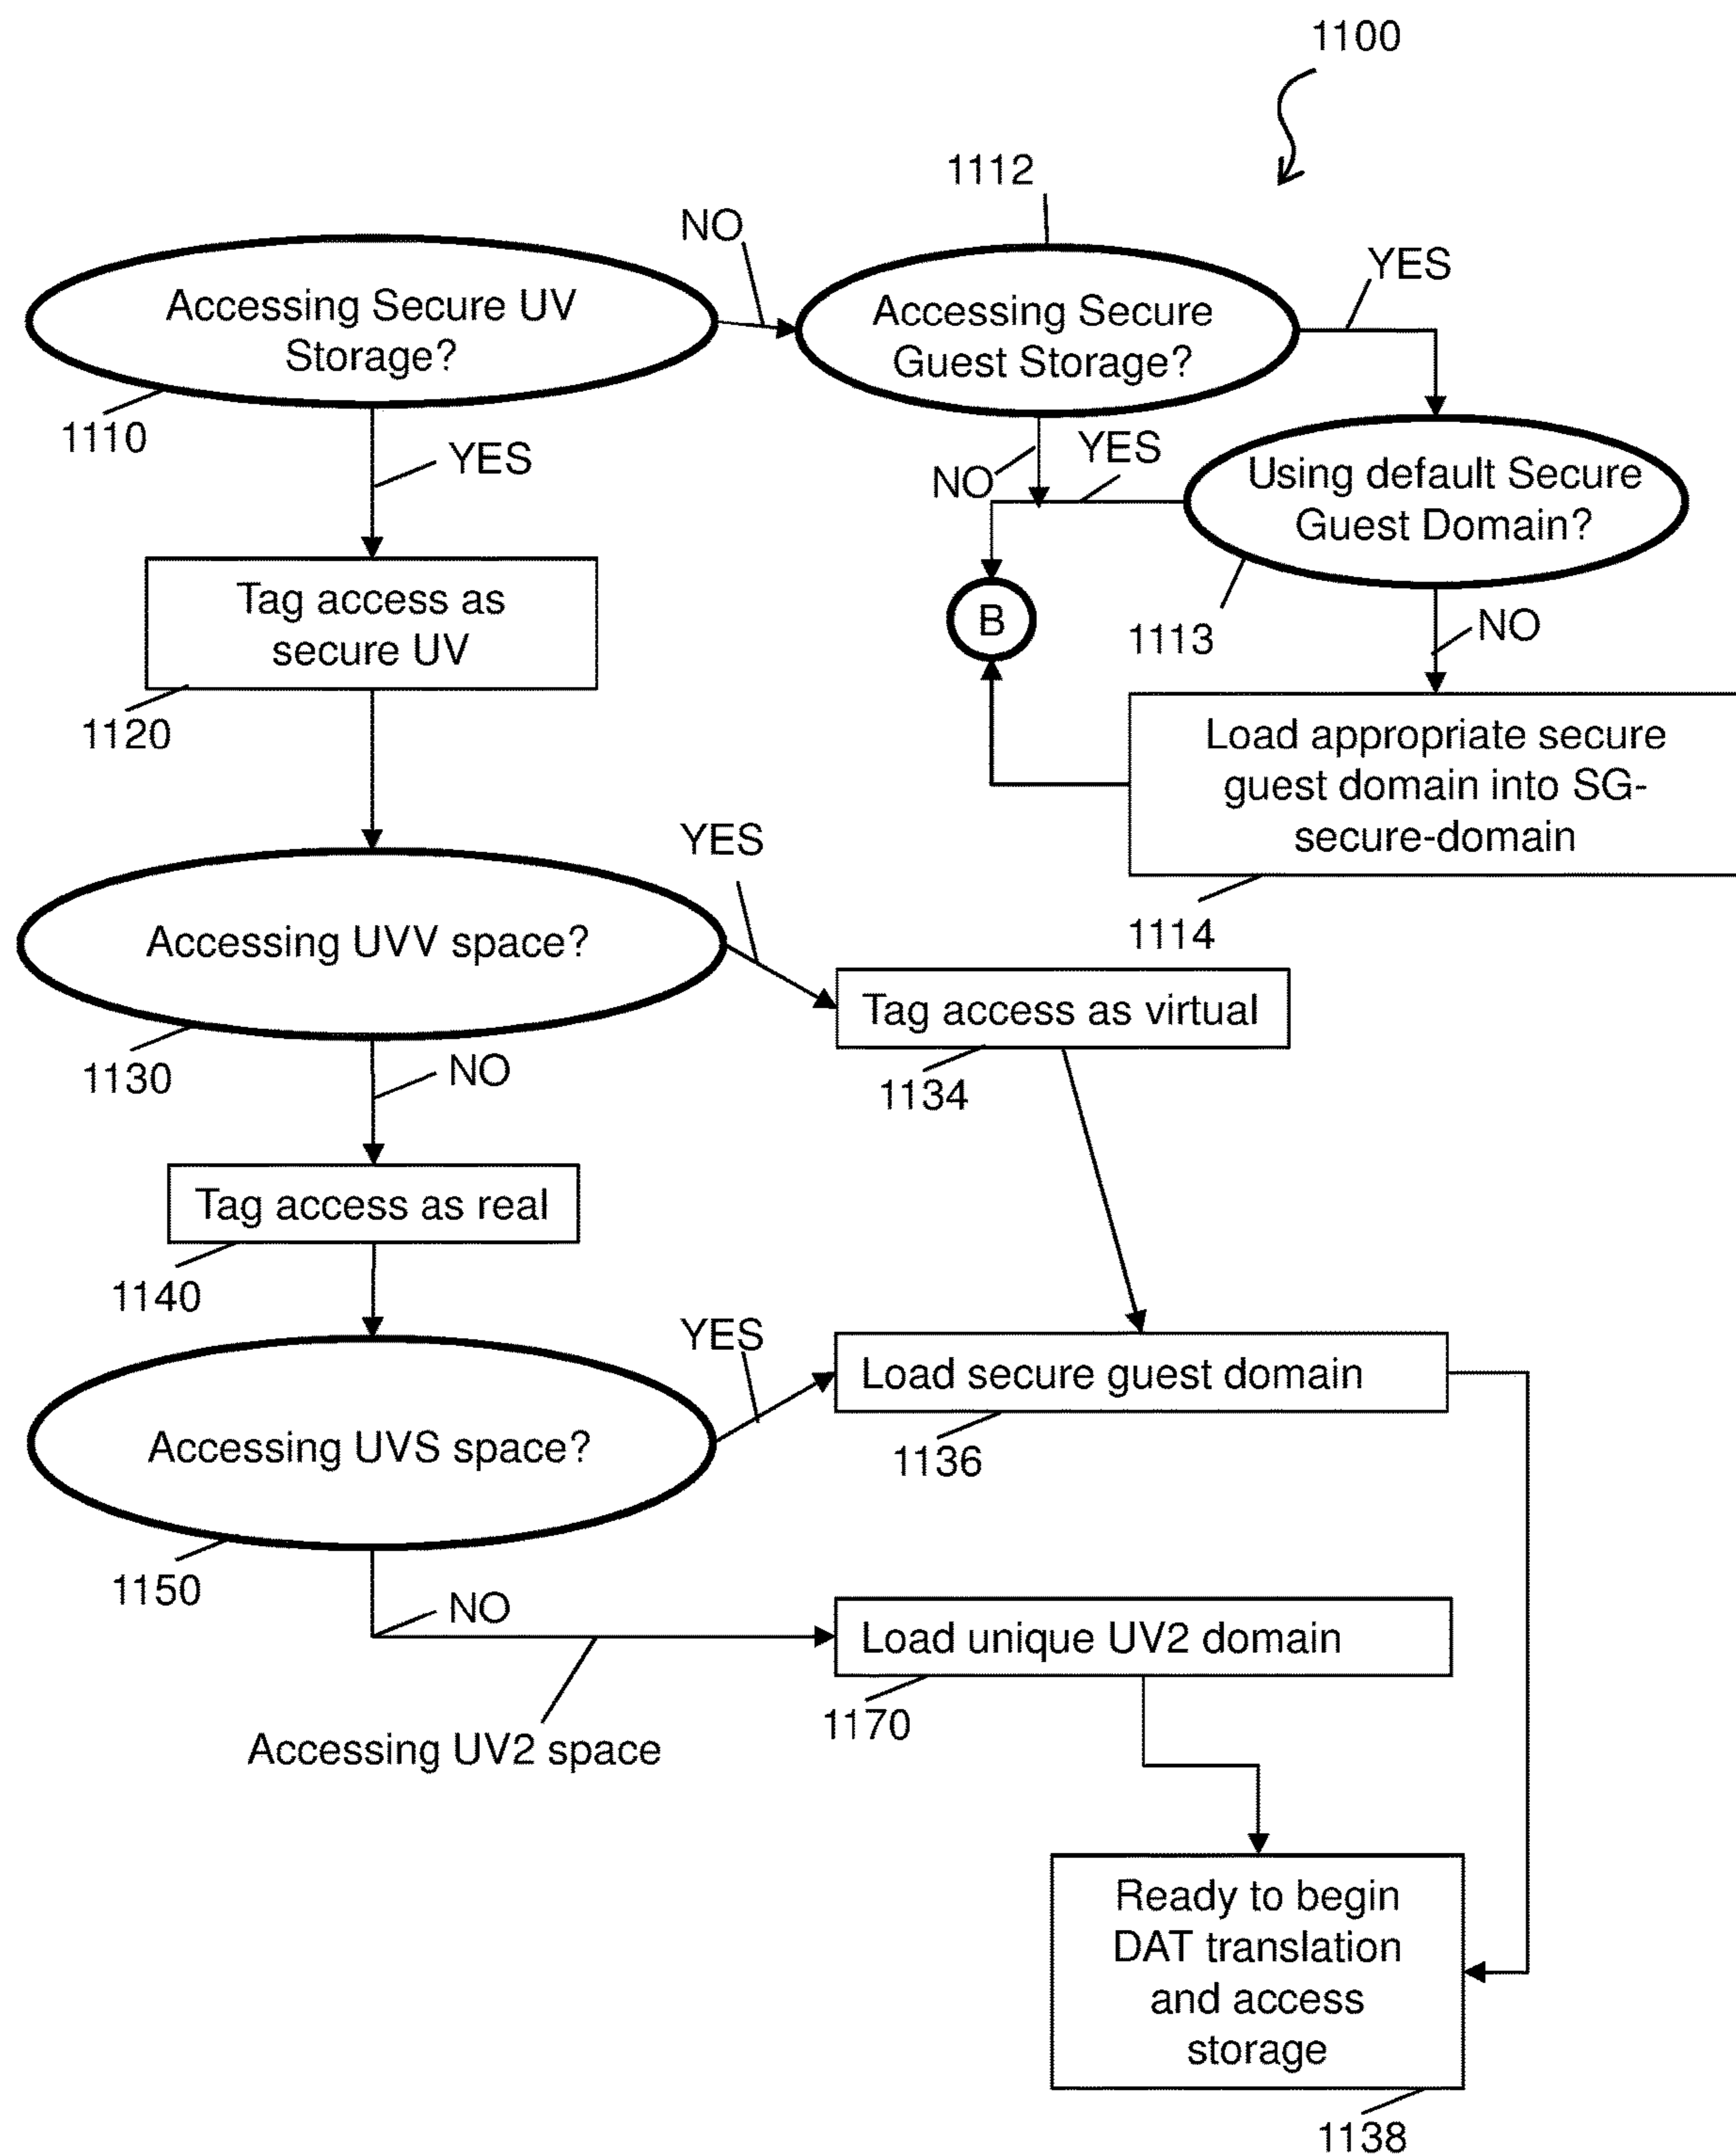 1100
1112
NO
YES
Accessing Secure UV
Storage?
Accessing Secure
Guest Storage?
1110
YES
NO
YES
Using default Secure
Guest Domain?
Tag access as
secure UV
B
1113
NO
1120
Load appropriate secure
guest domain into SG-
secure-domain
YES
1114
Accessing UVV space?
Tag access as virtual
1130
NO
1134
Tag access as real
1140
YES
Load secure guest domain
Accessing UVS space?
1136
1150
NO
Load unique UV2 domain
Accessing UV2 space
1170
Ready to begin
DAT translation
and access
storage
1138